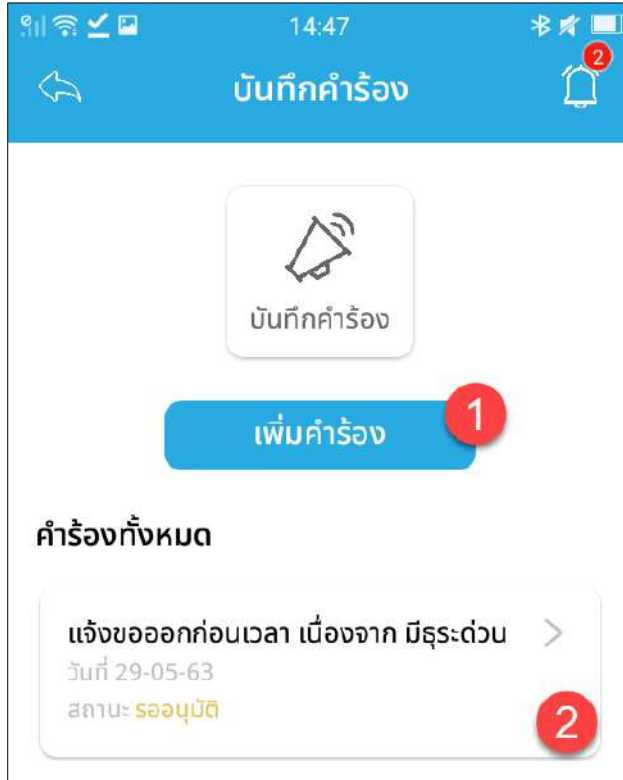 14:47
บันทึกคำร้อง
2
บันทึกคำร้อง
เพิ่มคำร้อง
1
คำร้องทั้งหมด
แจ้งขอออกก่อนเวลา เนื่องจาก มีธุระด่วน
วันที่ 29-05-63
สถานะ รออนุมัติ
2